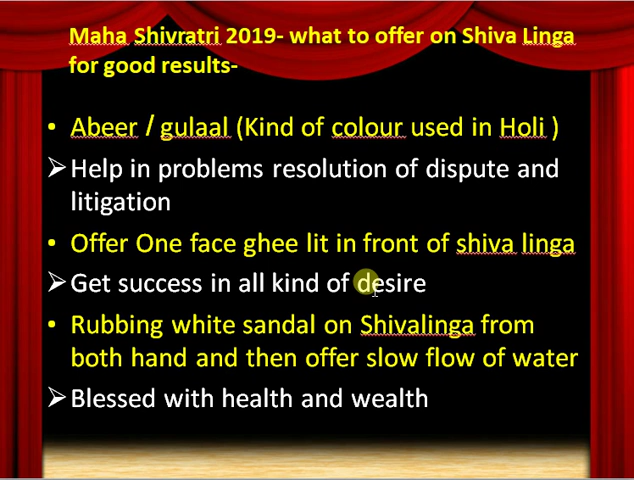 Maha Shivratri 2019- what to offer on Shiva Linga
for good results-
• Abeer / gulaal (Kind of colour used in Holi )
➢ Help in problems resolution of dispute and
litigation
• Offer One face ghee lit in front of shiva linga
➢ Get success in all kind of desire
• Rubbing white sandal on Shivalinga from
both hand and then offer slow flow of water
➢ Blessed with health and wealth